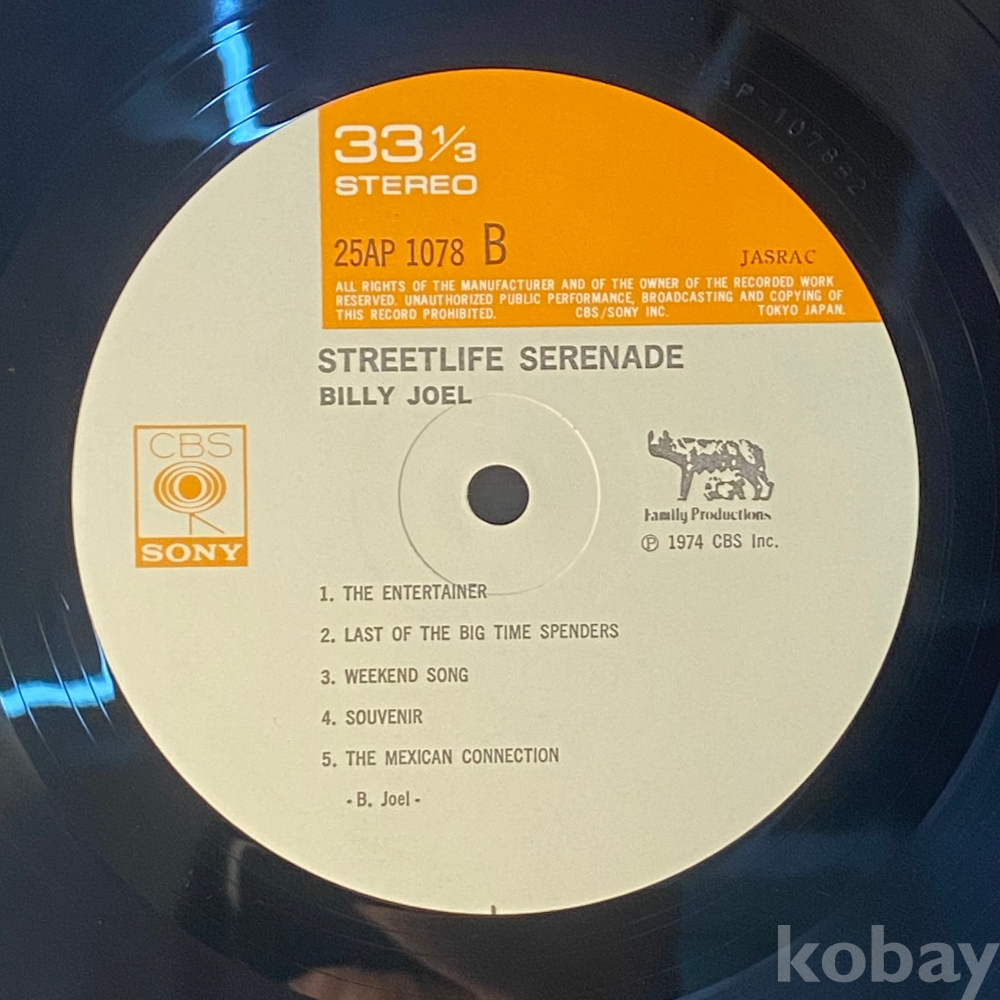 33 1/3
STEREO
25AP 1078 B
JASRAC
ALL RIGHTS OF THE MANUFACTURER AND OF THE OWNER OF THE RECORDED WORK
RESERVED. UNAUTHORIZED PUBLIC PERFORMANCE, BROADCASTING AND COPYING OF
THIS RECORD PROHIBITED. CBS/SONY INC. TOKYO JAPAN.
STREETLIFE SERENADE
BILLY JOEL
CBS
SONY
Family Productions
Ⓟ 1974 CBS Inc.
1. THE ENTERTAINER
2. LAST OF THE BIG TIME SPENDERS
3. WEEKEND SONG
4. SOUVENIR
5. THE MEXICAN CONNECTION
- B. Joel -
kobay